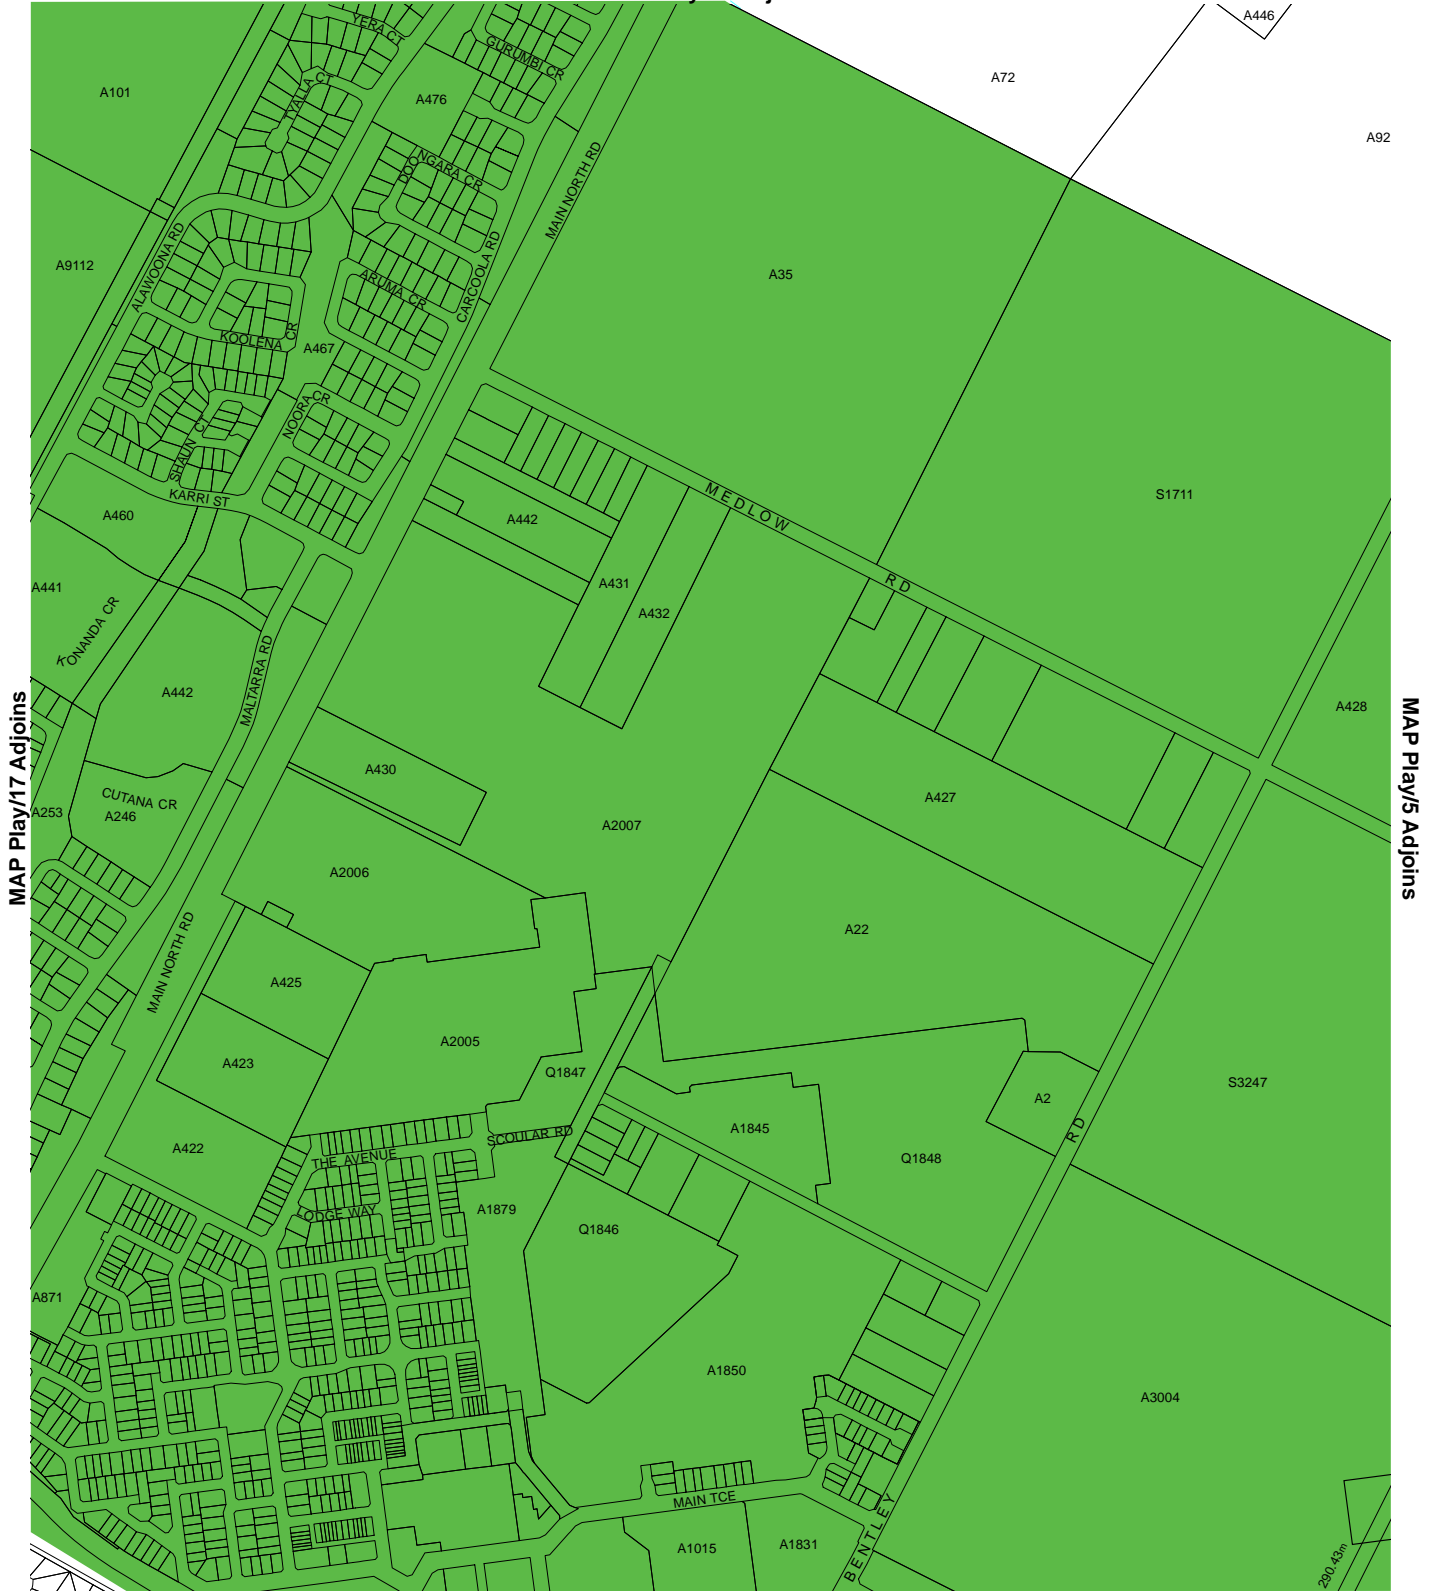 A446
A72
A92
YERA CT
GURUMBI CR
TYALLA CT
A101
A476
MAIN NORTH RD
DOO NGARA CR
A9112
ALAWOONA RD
CARCOOLA RD
A35
ARUMA CR
KOOLENA CR
A467
NOORA CR
SHAUN CT
KARRI ST
S1711
MEDLOW RD
A460
A442
A441
A431
A432
KONANDA CR
MALTARRA RD
A442
A428
MAP Play/17 Adjoins
MAP Play/5 Adjoins
A430
CUTANA CR
A253
A246
A427
A2007
A2006
A22
MAIN NORTH RD
A425
A2005
A423
Q1847
S3247
A2
A1845
RD
SCOULAR RD
A422
THE AVENUE
Q1848
LODGE WAY
A1879
Q1846
A871
A1850
A3004
MAIN TCE
BENTLEY
A1015
A1831
290.43m